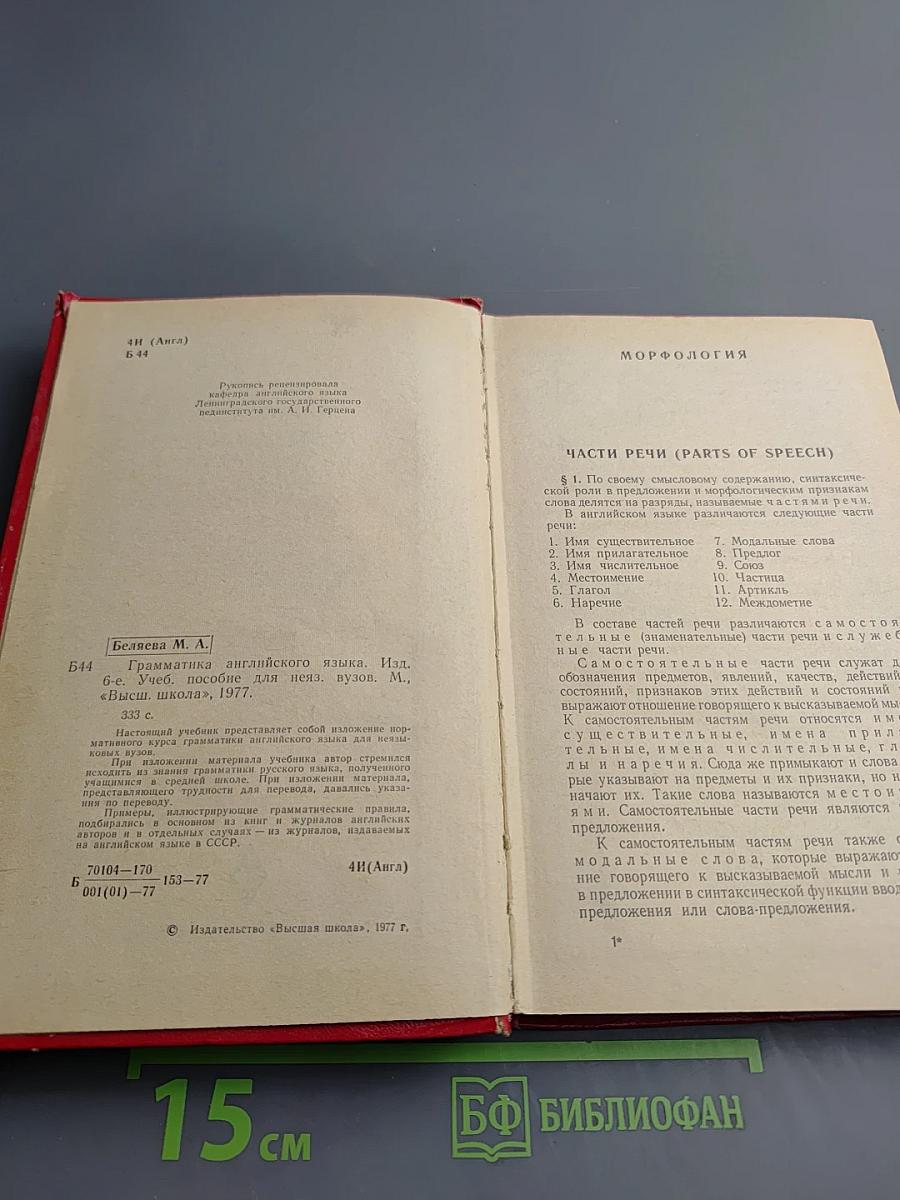 4И (Англ)
Б 44
Рукопись рецензировала
кафедра английского языка
Ленинградского государственного
пединститута им. А. И. Герцена
Беляева М. А.
Б44 Грамматика английского языка. Изд.
6-е. Учеб. пособие для неяз. вузов. М.,
«Высш. школа», 1977.
333 с.
Настоящий учебник представляет собой изложение нор-
мативного курса грамматики английского языка для неязы-
ковых вузов.
При изложении материала учебника автор стремился
исходить из знания грамматики русского языка, полученного
учащимися в средней школе. При изложении материала,
представляющего трудности для перевода, давались указа-
ния по переводу.
Примеры, иллюстрирующие грамматические правила,
подбирались в основном из книг и журналов английских
авторов и в отдельных случаях — из журналов, издаваемых
на английском языке в СССР.
Б 70104—170
001(01)—77 153—77 4И(Англ)
© Издательство «Высшая школа», 1977 г.
МОРФОЛОГИЯ
ЧАСТИ РЕЧИ (PARTS OF SPEECH)
§ 1. По своему смысловому содержанию, синтаксиче-
ской роли в предложении и морфологическим признакам
слова делятся на разряды, называемые частями речи.
В английском языке различаются следующие части
речи:
1. Имя существительное 7. Модальные слова
2. Имя прилагательное 8. Предлог
3. Имя числительное 9. Союз
4. Местоимение 10. Частица
5. Глагол 11. Артикль
6. Наречие 12. Междометие
В составе частей речи различаются самостоя
тельные (знаменательные) части речи и служеб
ные части речи.
Самостоятельные части речи служат д
обозначения предметов, явлений, качеств, действий
состояний, признаков этих действий и состояний
выражают отношение говорящего к высказываемой мы
К самостоятельным частям речи относятся им
существительные, имена прил
тельные, имена числительные, гл
лы и наречия. Сюда же примыкают и слова
рые указывают на предметы и их признаки, но н
начают их. Такие слова называются местои
ями. Самостоятельные части речи являются
предложения.
К самостоятельным частям речи также о
модальные слова, которые выражаю
ние говорящего к высказываемой мысли и
в предложении в синтаксической функции ввод
предложения или слова-предложения.
1*
15 см
БФ БИБЛИОФАН